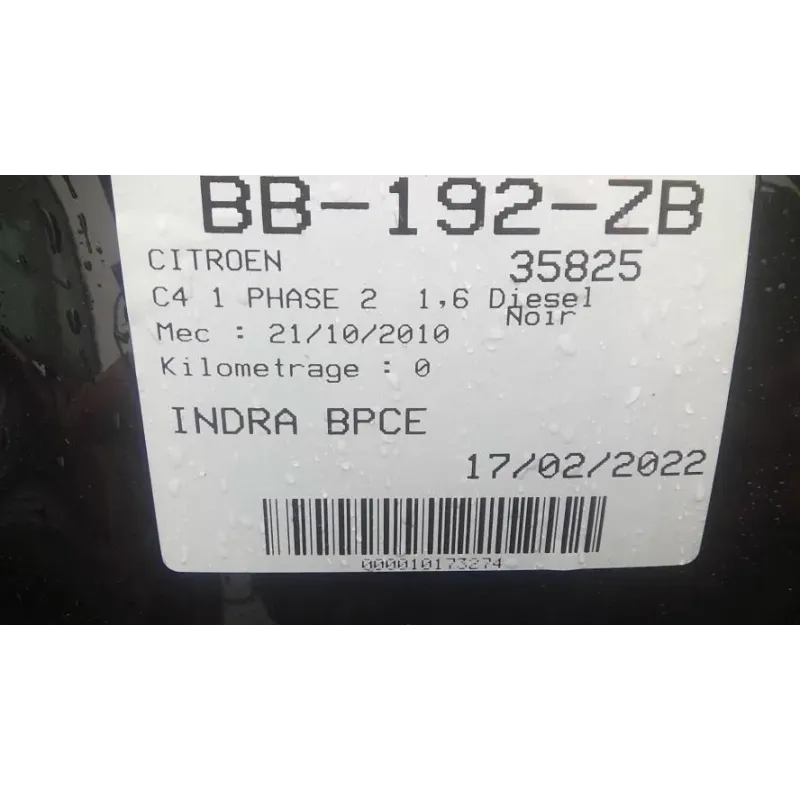 BB-192-ZB
CITROEN 35825
C4 1 PHASE 2 1,6 Diesel
Noir
Mec : 21/10/2010
Kilometrage : 0
INDRA BPCE
17/02/2022
000010173274